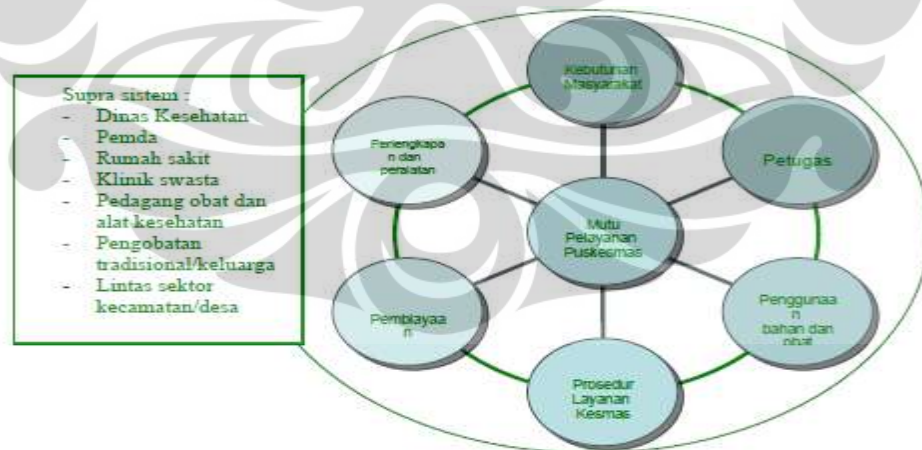 Supra sistem :
- Dinas Kesehatan
- Pemda
- Rumah sakit
- Klinik swasta
- Pedagang obat dan
alat kesehatan
- Pengobatan
tradisional/keluarga
- Lintas sektor
kecamatan/desa
Kebutuhan
Masyarakat
Petugas
Penggunaa
n
bahan dan
obat
Prosedur
Layanan
Kesmas
Pembiayaa
n
Perlengkapa
n dan
peralatan
Mutu
Pelayanan
Puskesmas